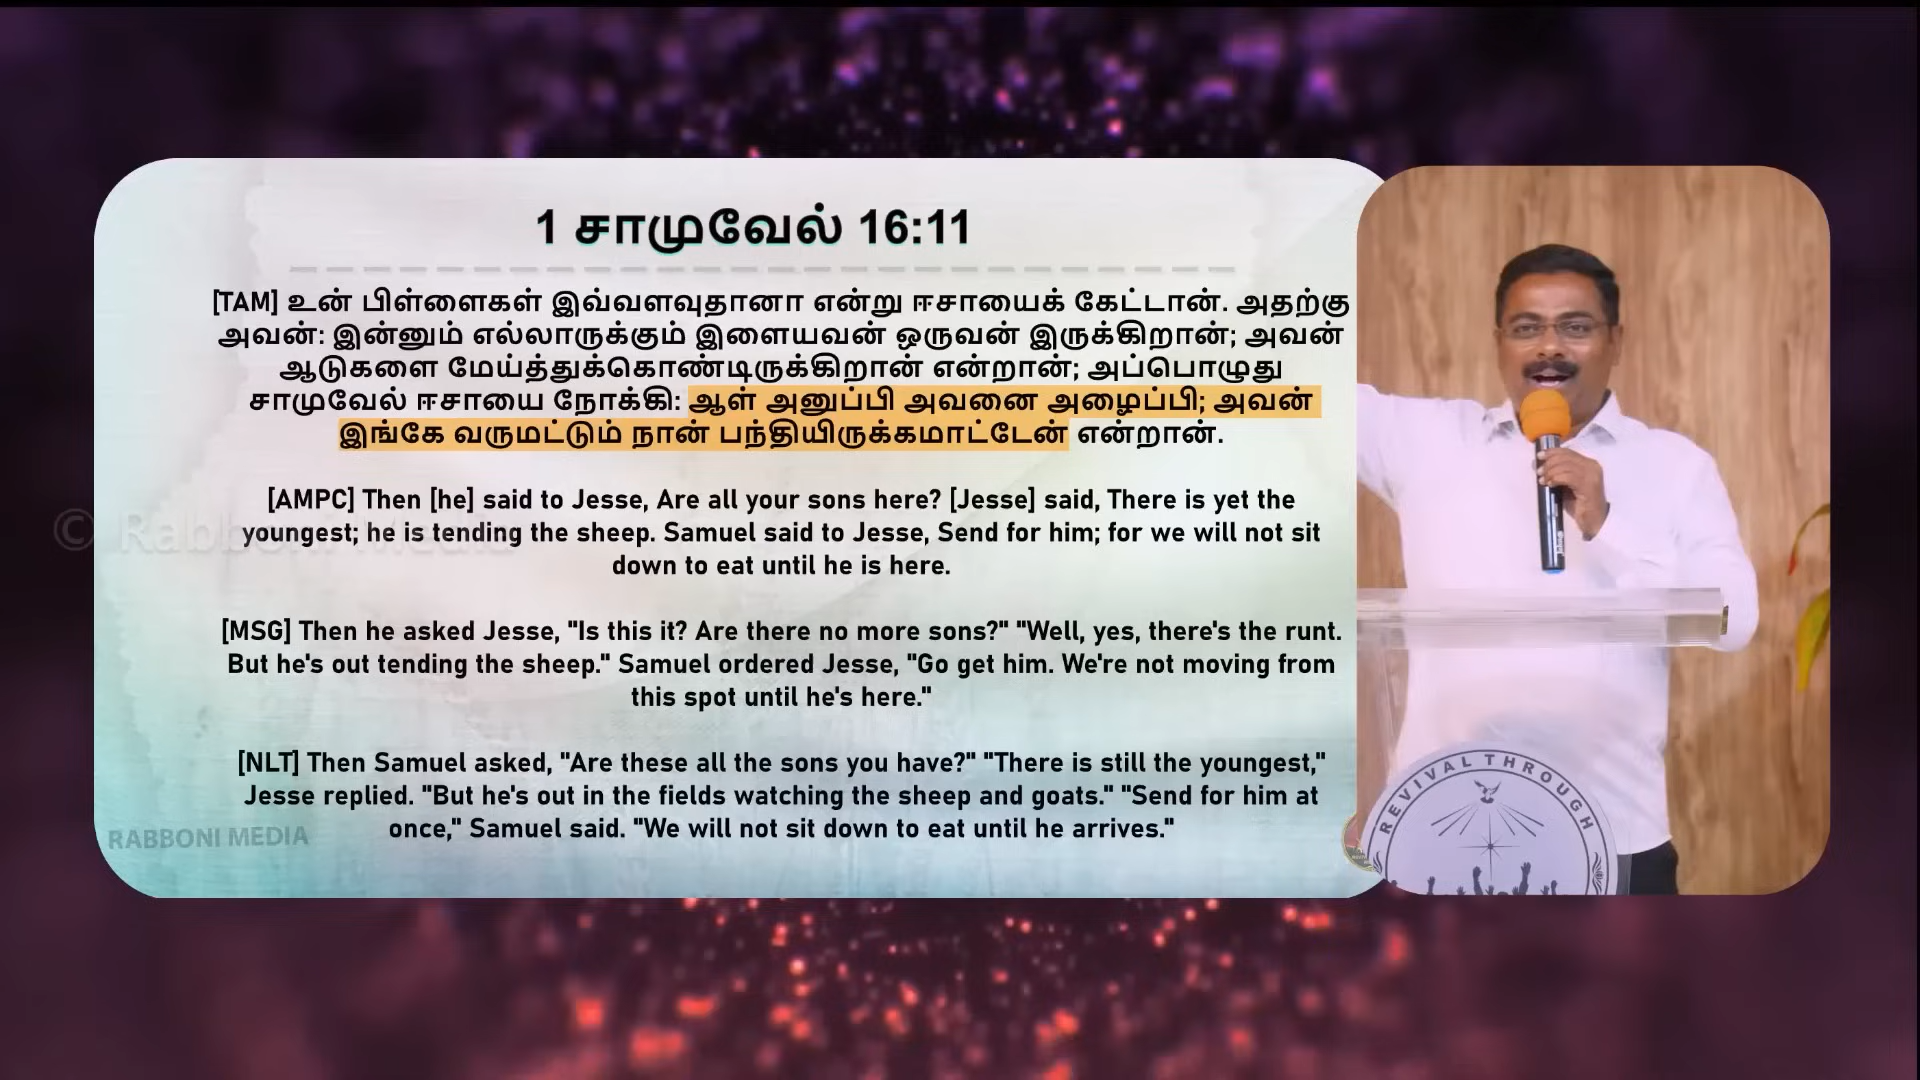 1 சாமுவேல் 16:11
[TAM] உன் பிள்ளைகள் இவ்வளவுதானா என்று ஈசாயைக் கேட்டான். அதற்கு
அவன்: இன்னும் எல்லாருக்கும் இளையவன் ஒருவன் இருக்கிறான்; அவன்
ஆடுகளை மேய்த்துக்கொண்டிருக்கிறான் என்றான்; அப்பொழுது
சாமுவேல் ஈசாயை நோக்கி: ஆள் அனுப்பி அவனை அழைப்பி; அவன்
இங்கே வருமட்டும் நான் பந்தியிருக்கமாட்டேன் என்றான்.
[AMPC] Then [he] said to Jesse, Are all your sons here? [Jesse] said, There is yet the
youngest; he is tending the sheep. Samuel said to Jesse, Send for him; for we will not sit
down to eat until he is here.
[MSG] Then he asked Jesse, "Is this it? Are there no more sons?" "Well, yes, there's the runt.
But he's out tending the sheep." Samuel ordered Jesse, "Go get him. We're not moving from
this spot until he's here."
[NLT] Then Samuel asked, "Are these all the sons you have?" "There is still the youngest,"
Jesse replied. "But he's out in the fields watching the sheep and goats." "Send for him at
once," Samuel said. "We will not sit down to eat until he arrives."
© Rabboni Media
RABBONI MEDIA
REVIVAL THROUGH